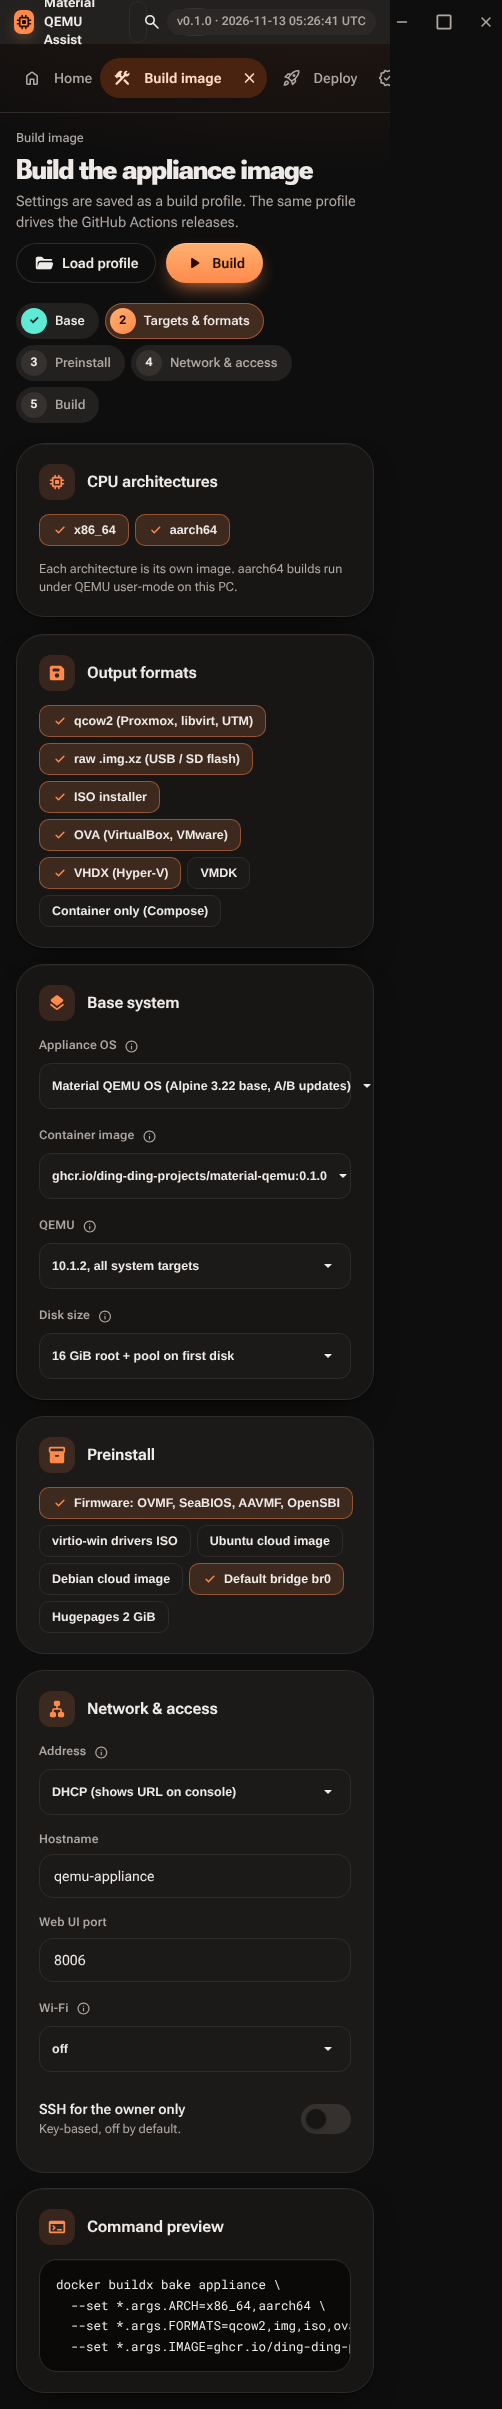 Material
QEMU
Assist
v0.1.0 · 2026-11-13 05:26:41 UTC
Home
Build image
Deploy
Build image
Build the appliance image
Settings are saved as a build profile. The same profile
drives the GitHub Actions releases.
Load profile
Build
Base
2 Targets & formats
3 Preinstall
4 Network & access
5 Build
CPU architectures
x86_64
aarch64
Each architecture is its own image. aarch64 builds run
under QEMU user-mode on this PC.
Output formats
qcow2 (Proxmox, libvirt, UTM)
raw .img.xz (USB / SD flash)
ISO installer
OVA (VirtualBox, VMware)
VHDX (Hyper-V)
VMDK
Container only (Compose)
Base system
Appliance OS
Material QEMU OS (Alpine 3.22 base, A/B updates)
Container image
ghcr.io/ding-ding-projects/material-qemu:0.1.0
QEMU
10.1.2, all system targets
Disk size
16 GiB root + pool on first disk
Preinstall
Firmware: OVMF, SeaBIOS, AAVMF, OpenSBI
virtio-win drivers ISO
Ubuntu cloud image
Debian cloud image
Default bridge br0
Hugepages 2 GiB
Network & access
Address
DHCP (shows URL on console)
Hostname
qemu-appliance
Web UI port
8006
Wi-Fi
off
SSH for the owner only
Key-based, off by default.
Command preview
docker buildx bake appliance \
--set *.args.ARCH=x86_64,aarch64 \
--set *.args.FORMATS=qcow2,img,iso,ova
--set *.args.IMAGE=ghcr.io/ding-ding-p